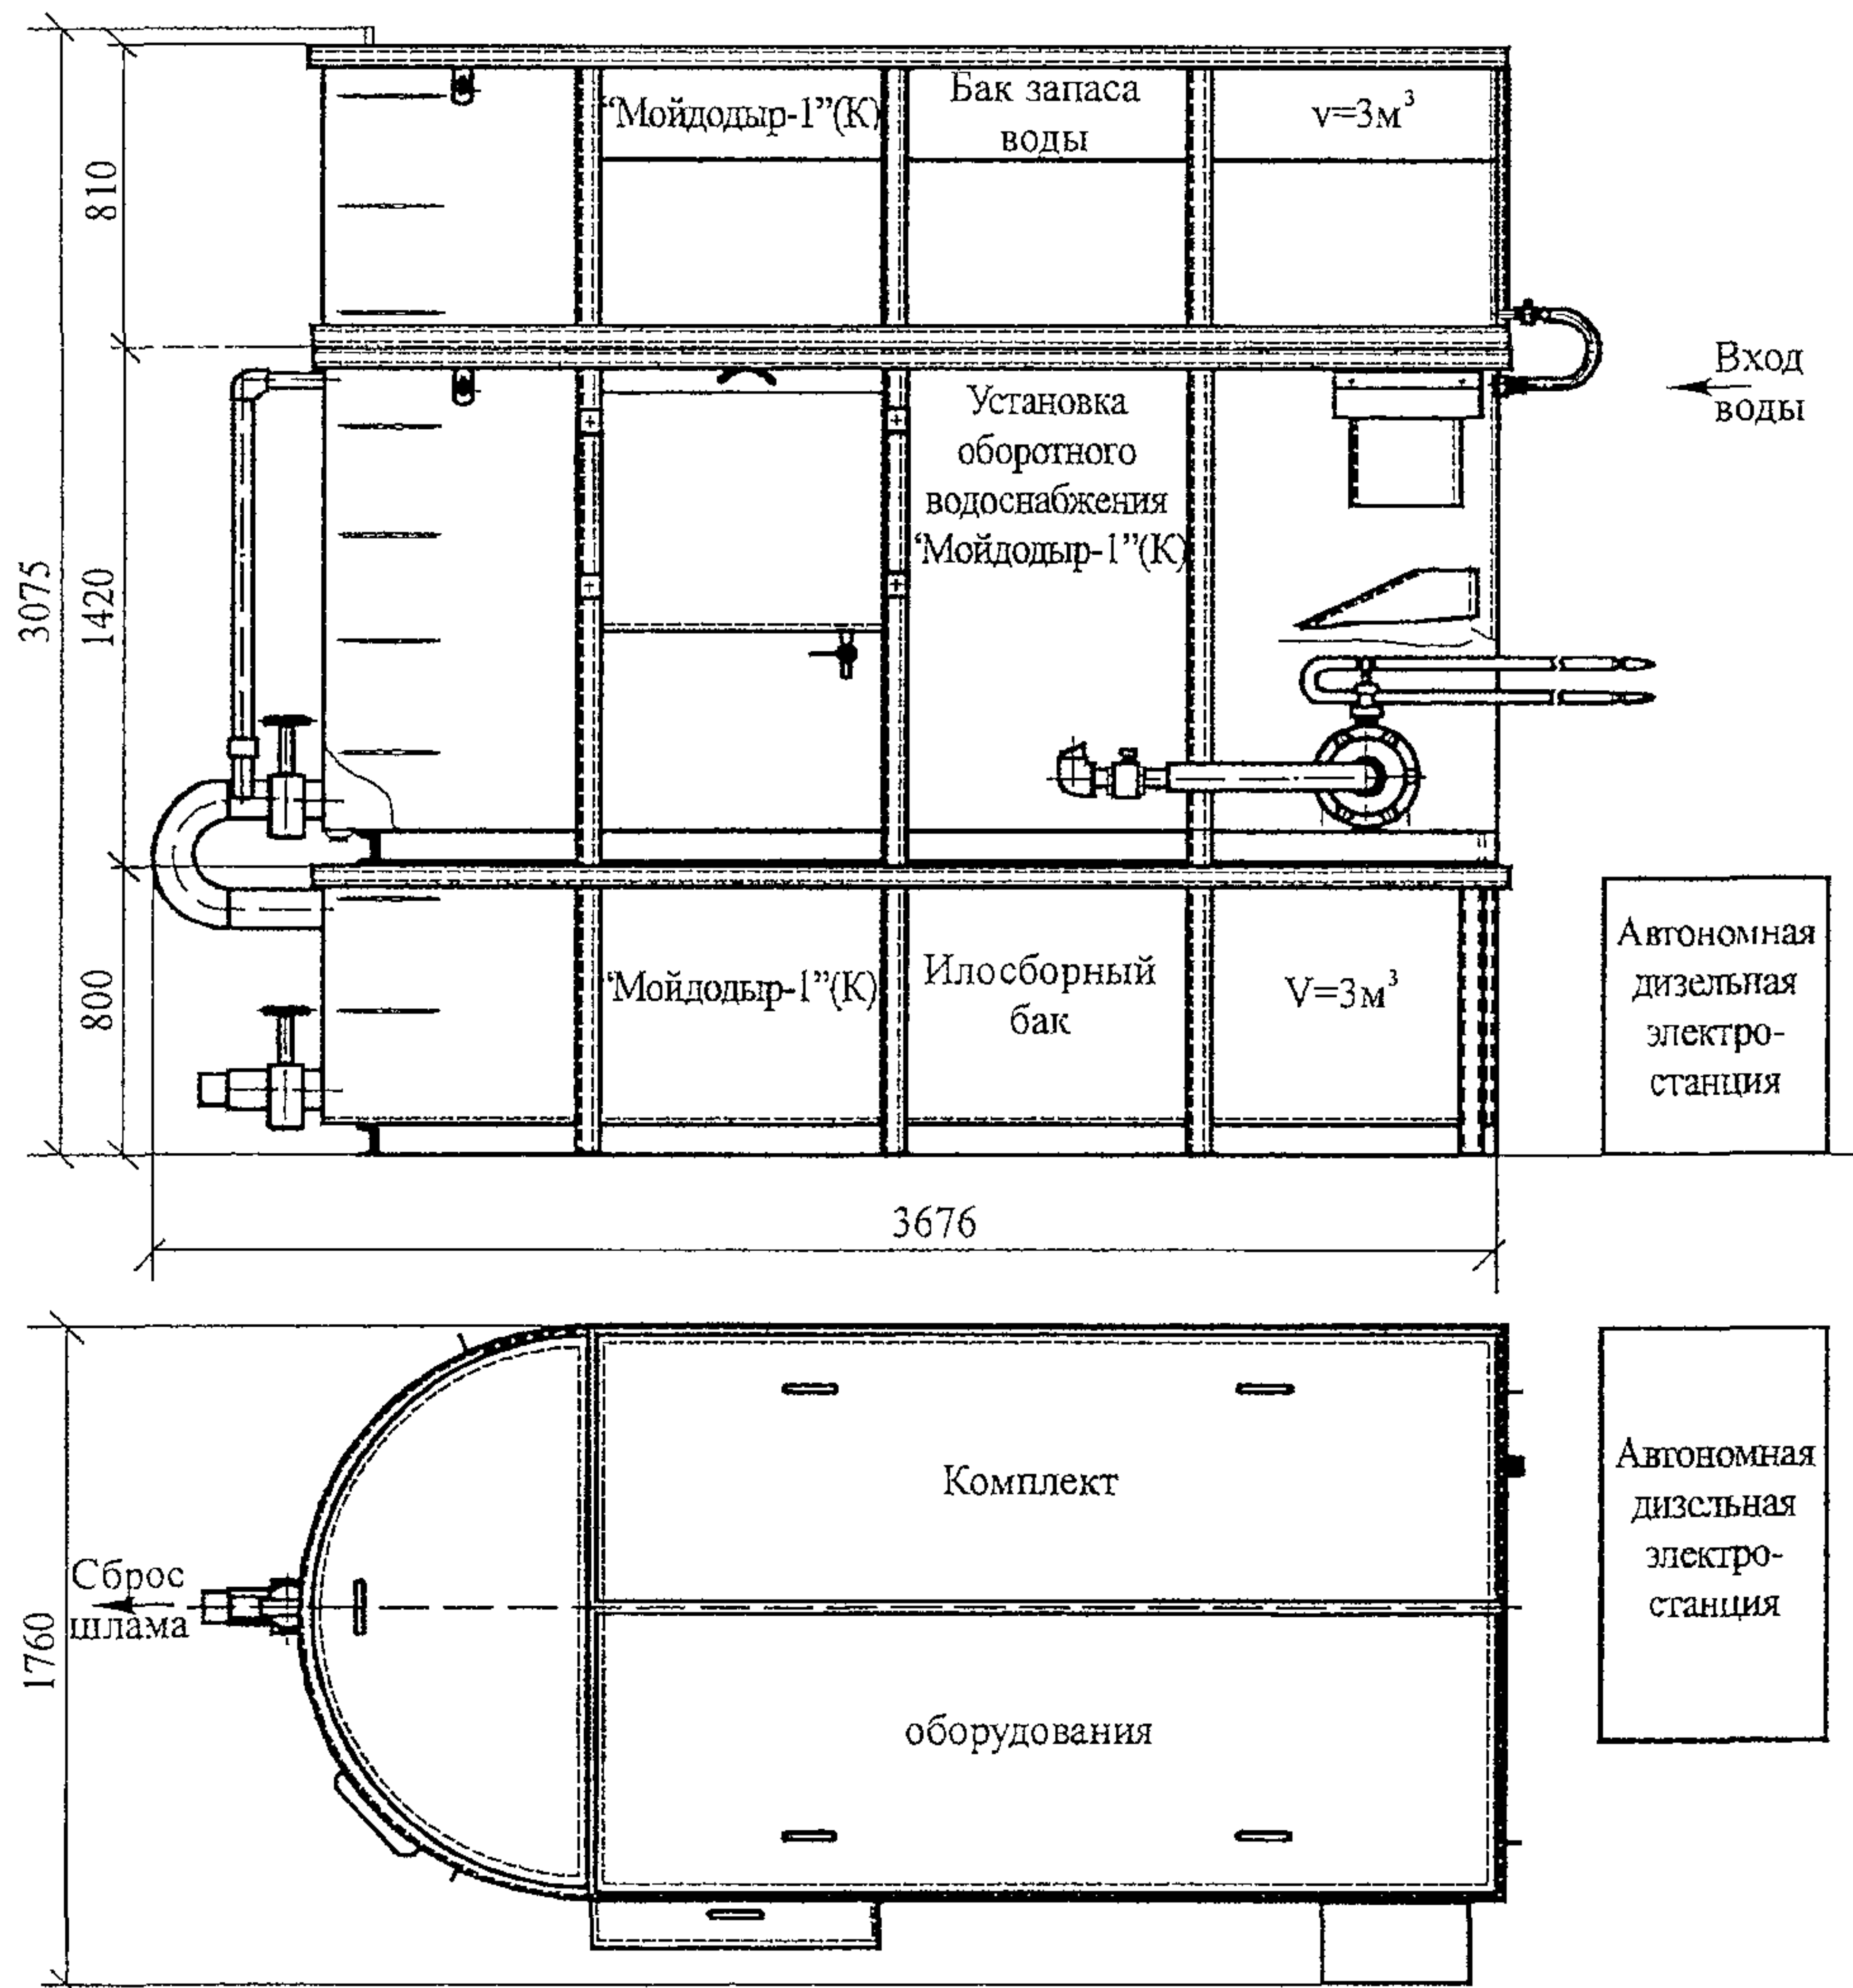 "Мойдодыр-1"(К)
Бак запаса
воды
v=3м³
810
Вход
воды
Установка
оборотного
водоснабжения
"Мойдодыр-1"(К)
3075
1420
800
"Мойдодыр-1"(К)
Илосборный
бак
V=3м³
Автономная
дизельная
электро-
станция
3676
Комплект
оборудования
Сброс
шлама
1760
Автономная
дизельная
электро-
станция